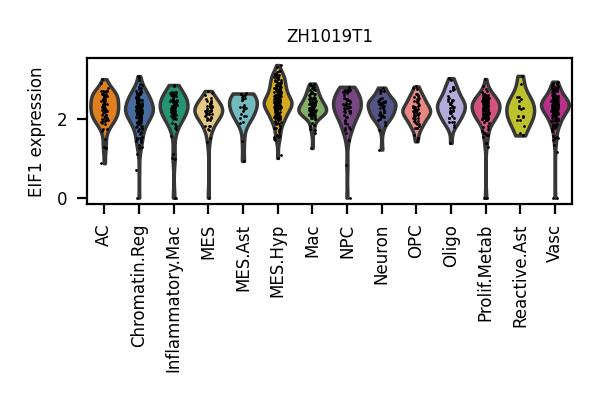 ZH1019T1
EIF1 expression
2
0
AC
Chromatin.Reg
Inflammatory.Mac
MES
MES.Ast
MES.Hyp
Mac
NPC
Neuron
OPC
Oligo
Prolif.Metab
Reactive.Ast
Vasc